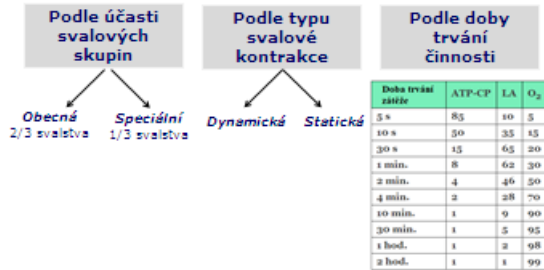 Podle účasti
svalových
skupin
Obecná
2/3 svalstva
Speciální
1/3 svalstva
Podle typu
svalové
kontrakce
Dynamická
Statická
Podle doby
trvání
činnosti
Doba trvání zátěže ATP-CP LA O₂
5 s 85 10 5
10 s 50 35 15
30 s 15 65 20
1 min. 8 62 30
2 min. 4 46 50
4 min. 2 28 70
10 min. 1 9 90
30 min. 1 5 95
1 hod. 1 2 98
2 hod. 1 1 99